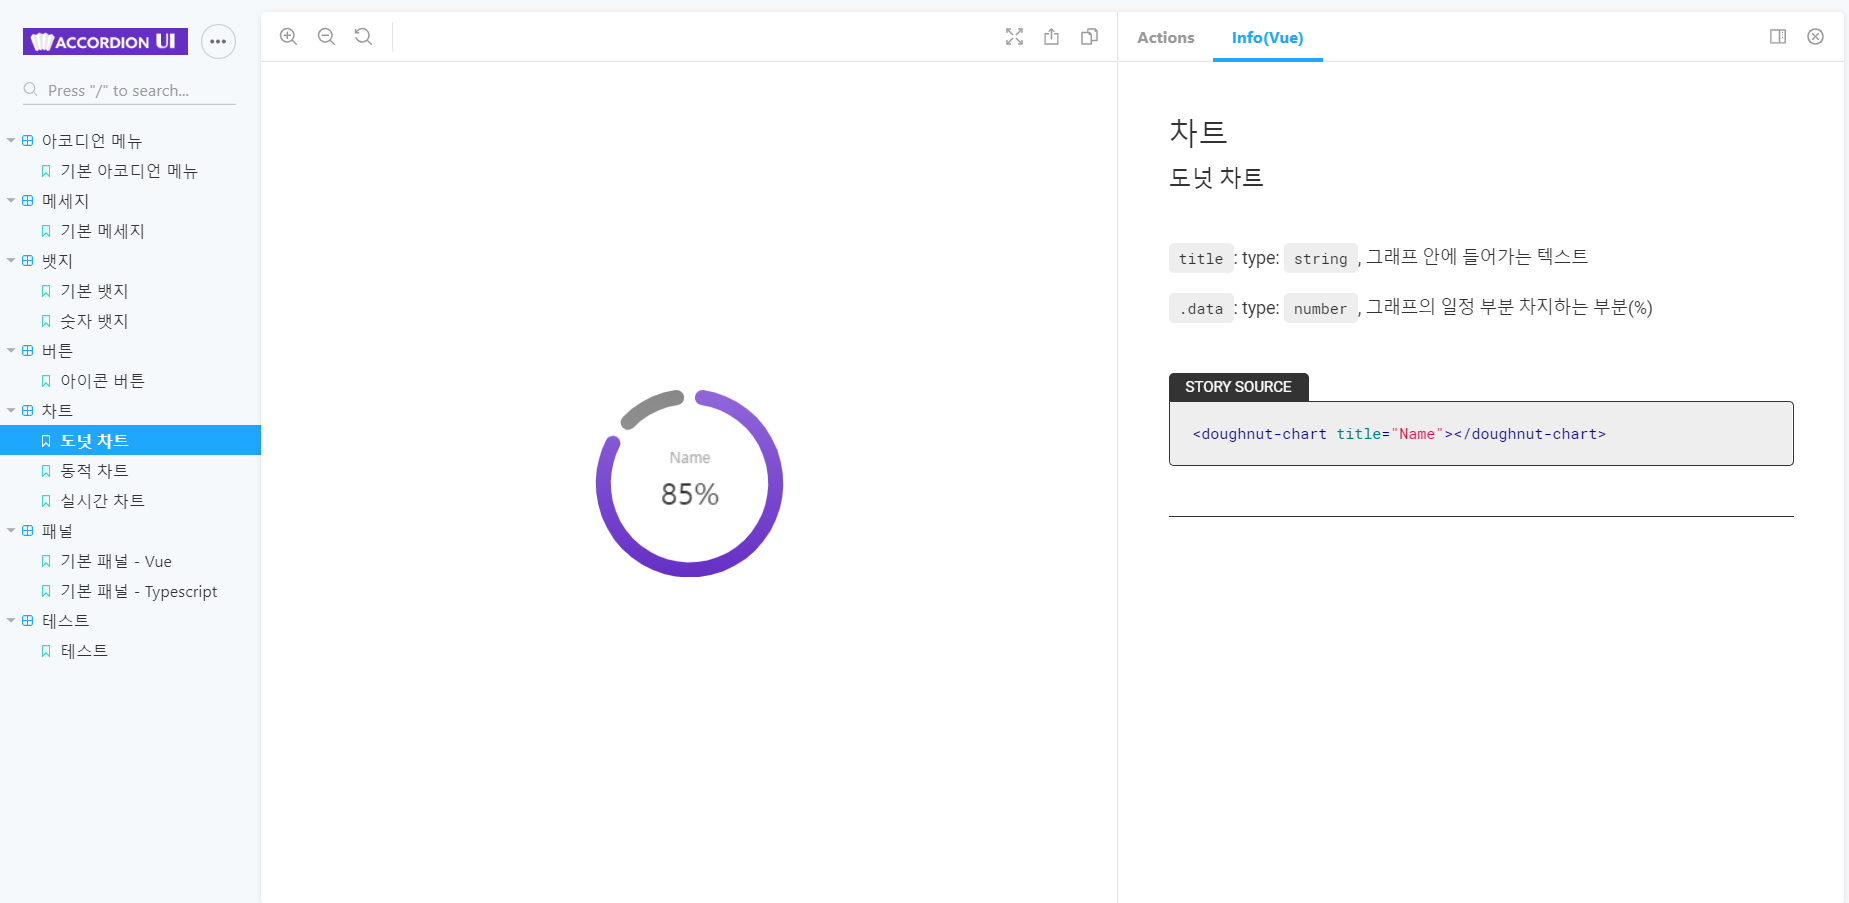 ACCORDION UI
Press "/" to search...
아코디언 메뉴
기본 아코디언 메뉴
메세지
기본 메세지
뱃지
기본 뱃지
숫자 뱃지
버튼
아이콘 버튼
차트
도넛 차트
동적 차트
실시간 차트
패널
기본 패널 - Vue
기본 패널 - Typescript
테스트
테스트
Name
85%
Actions Info(Vue)
차트
도넛 차트
title: type: string, 그래프 안에 들어가는 텍스트
.data: type: number, 그래프의 일정 부분 차지하는 부분(%)
STORY SOURCE
<doughnut-chart title="Name"></doughnut-chart>